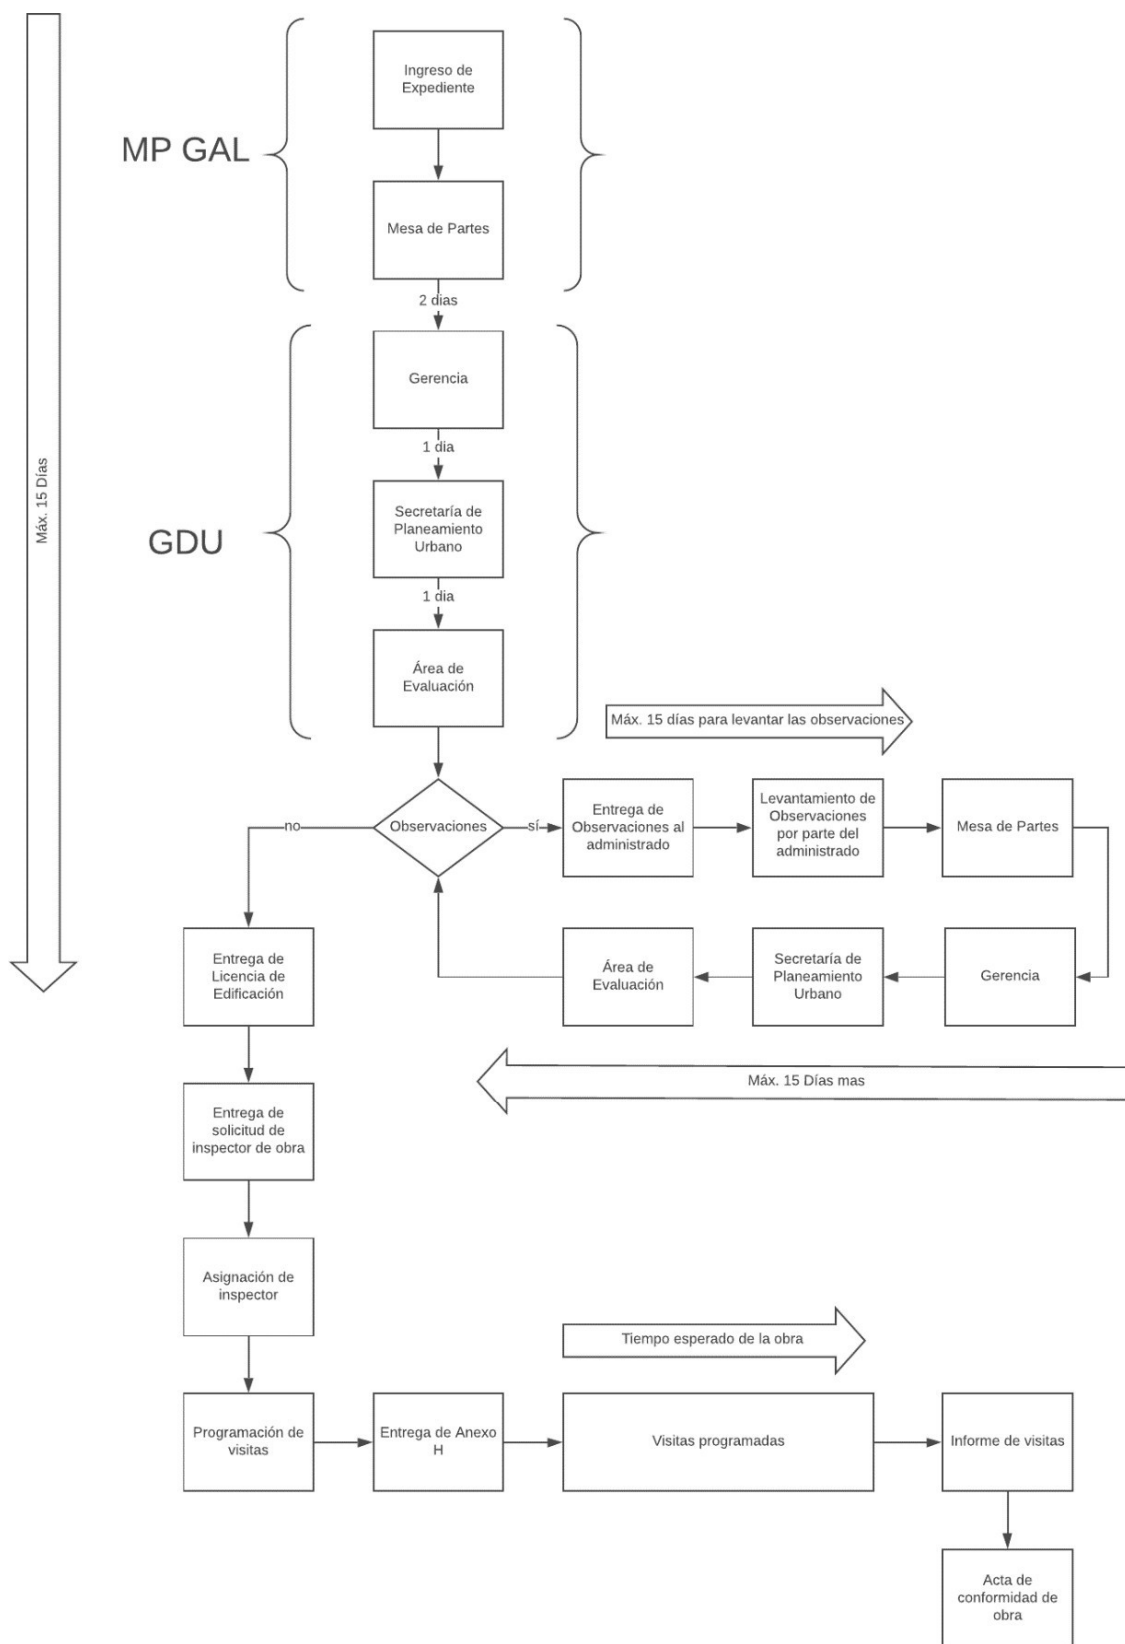 Ingreso de
Expediente
MP GAL
Mesa de Partes
2 dias
Gerencia
1 dia
Máx. 15 Días
Secretaría de
Planeamiento
Urbano
GDU
1 dia
Área de
Evaluación
Máx. 15 días para levantar las observaciones
no
Observaciones
sí
Entrega de
Observaciones al
administrado
Levantamiento de
Observaciones
por parte del
administrado
Mesa de Partes
Gerencia
Secretaría de
Planeamiento
Urbano
Área de
Evaluación
Máx. 15 Días mas
Entrega de
Licencia de
Edificación
Entrega de
solicitud de
inspector de obra
Asignación de
inspector
Tiempo esperado de la obra
Programación de
visitas
Entrega de Anexo
H
Visitas programadas
Informe de visitas
Acta de
conformidad de
obra